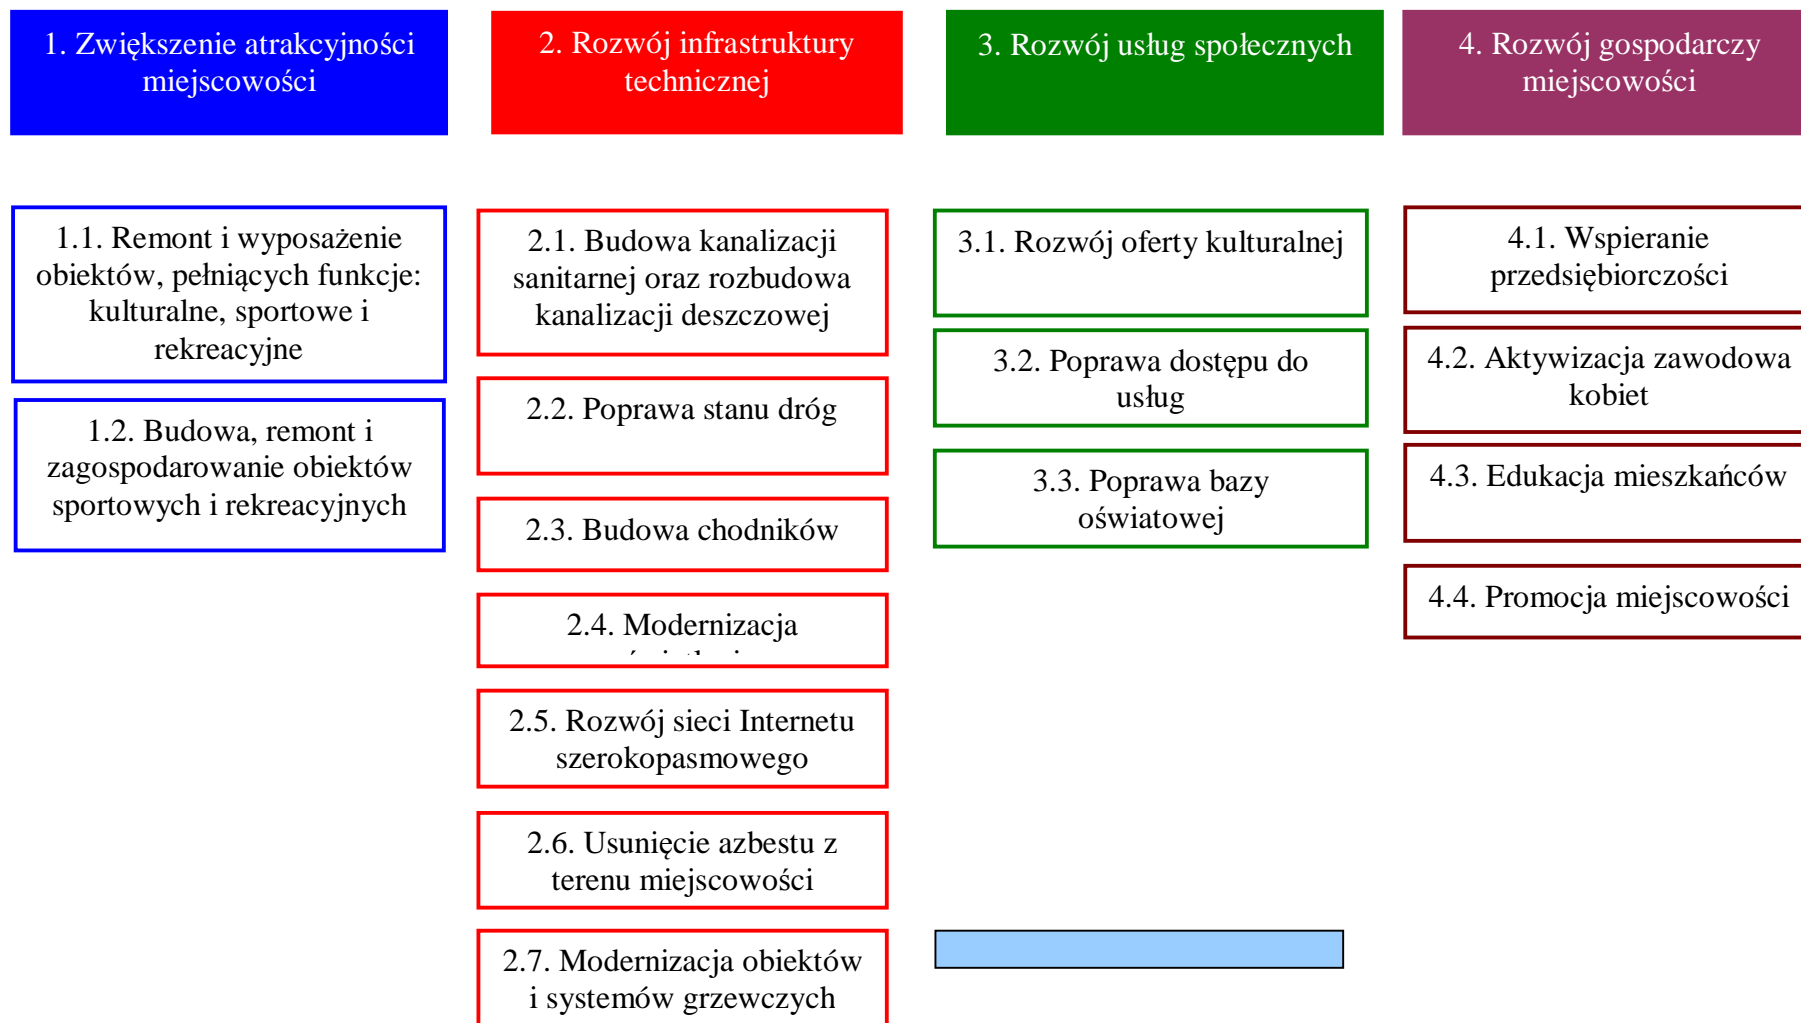 1. Zwiększenie atrakcyjności
miejscowości
2. Rozwój infrastruktury
technicznej
3. Rozwój usług społecznych
4. Rozwój gospodarczy
miejscowości
1.1. Remont i wyposażenie
obiektów, pełniących funkcje:
kulturalne, sportowe i
rekreacyjne
1.2. Budowa, remont i
zagospodarowanie obiektów
sportowych i rekreacyjnych
2.1. Budowa kanalizacji
sanitarnej oraz rozbudowa
kanalizacji deszczowej
2.2. Poprawa stanu dróg
2.3. Budowa chodników
2.4. Modernizacja
2.5. Rozwój sieci Internetu
szerokopasmowego
2.6. Usunięcie azbestu z
terenu miejscowości
2.7. Modernizacja obiektów
i systemów grzewczych
3.1. Rozwój oferty kulturalnej
3.2. Poprawa dostępu do
usług
3.3. Poprawa bazy
oświatowej
4.1. Wspieranie
przedsiębiorczości
4.2. Aktywizacja zawodowa
kobiet
4.3. Edukacja mieszkańców
4.4. Promocja miejscowości